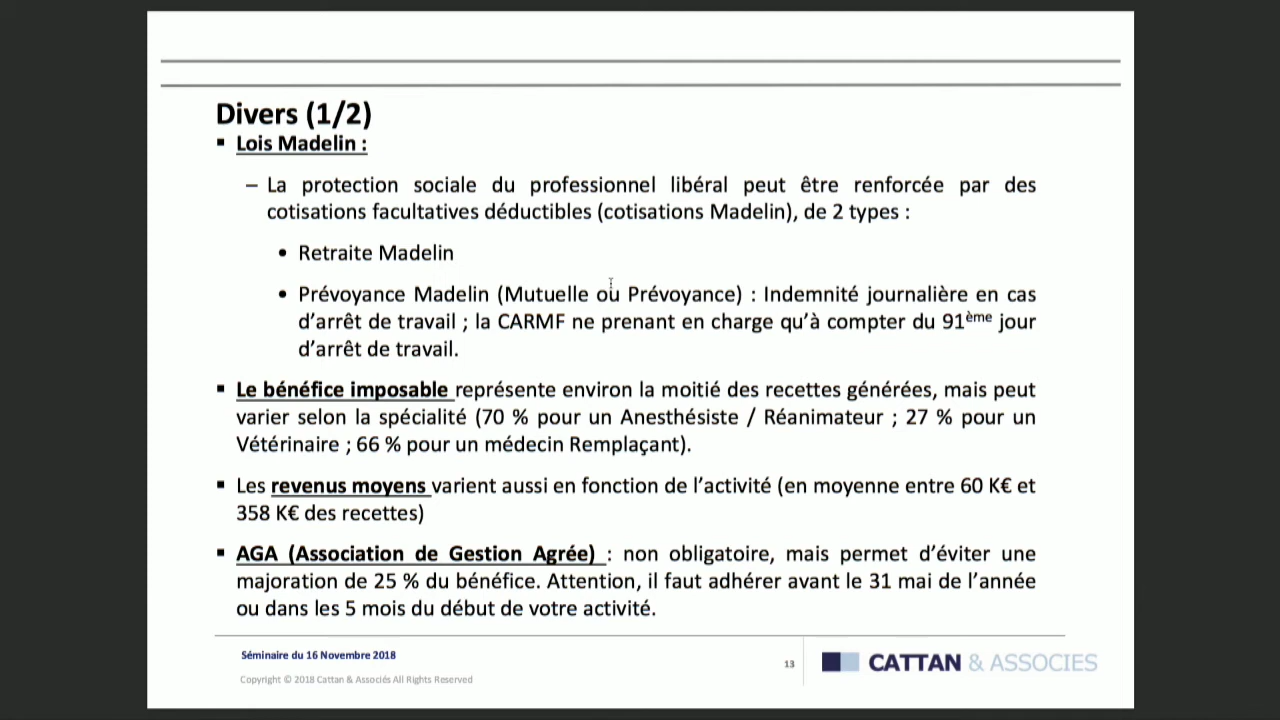 Divers (1/2)
▪ Lois Madelin :
– La protection sociale du professionnel libéral peut être renforcée par des
cotisations facultatives déductibles (cotisations Madelin), de 2 types :
• Retraite Madelin
• Prévoyance Madelin (Mutuelle ou Prévoyance) : Indemnité journalière en cas
d’arrêt de travail ; la CARMF ne prenant en charge qu’à compter du 91ème jour
d’arrêt de travail.
▪ Le bénéfice imposable représente environ la moitié des recettes générées, mais peut
varier selon la spécialité (70 % pour un Anesthésiste / Réanimateur ; 27 % pour un
Vétérinaire ; 66 % pour un médecin Remplaçant).
▪ Les revenus moyens varient aussi en fonction de l’activité (en moyenne entre 60 K€ et
358 K€ des recettes)
▪ AGA (Association de Gestion Agrée) : non obligatoire, mais permet d’éviter une
majoration de 25 % du bénéfice. Attention, il faut adhérer avant le 31 mai de l’année
ou dans les 5 mois du début de votre activité.
Séminaire du 16 Novembre 2018
Copyright © 2018 Cattan & Associés All Rights Reserved
13
CATTAN & ASSOCIES